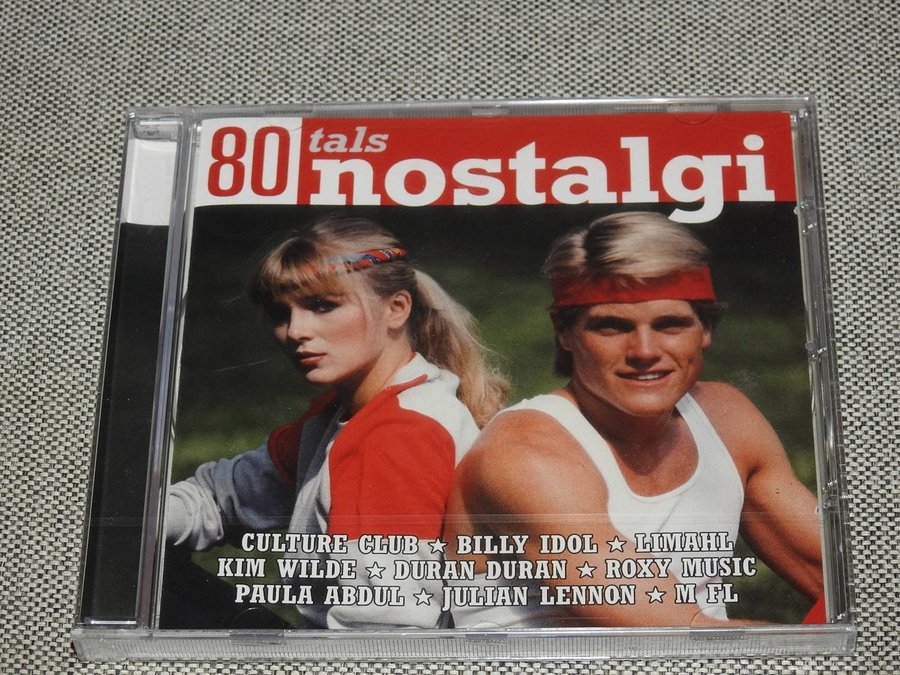 80 tals
nostalgi
CULTURE CLUB ★ BILLY IDOL ★ LIMAHL
KIM WILDE ★ DURAN DURAN ★ ROXY MUSIC
PAULA ABDUL ★ JULIAN LENNON ★ M FL